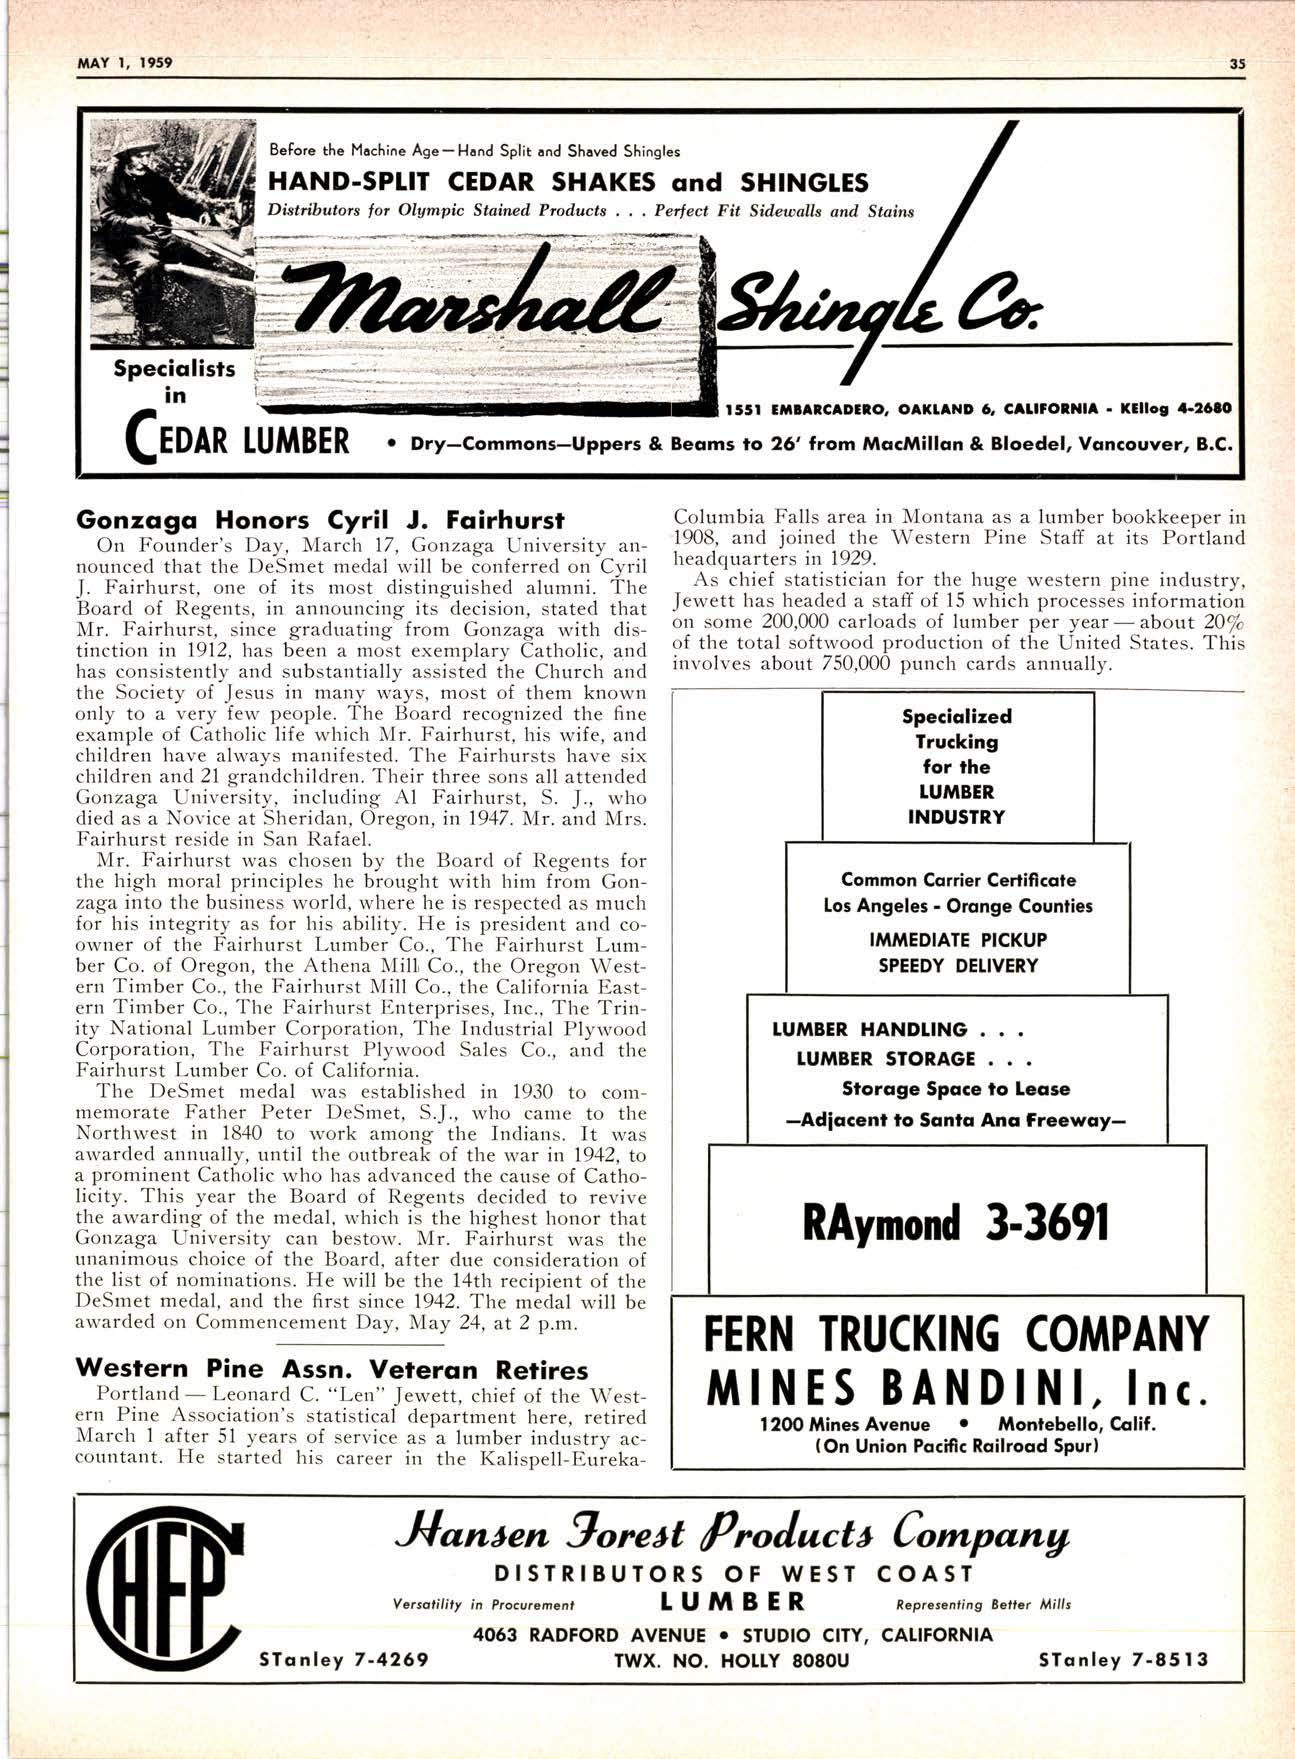 MAY 1, 1959
35
Before the Machine Age—Hand Split and Shaved Shingles
HAND-SPLIT CEDAR SHAKES and SHINGLES
Distributors for Olympic Stained Products . . . Perfect Fit Sidewalls and Stains
Marshall Shingle Co.
Specialists
in
CEDAR LUMBER
1551 EMBARCADERO, OAKLAND 6, CALIFORNIA - KEllog 4-2680
• Dry—Commons—Uppers & Beams to 26' from MacMillan & Bloedel, Vancouver, B.C.
Gonzaga Honors Cyril J. Fairhurst
On Founder's Day, March 17, Gonzaga University an-
nounced that the DeSmet medal will be conferred on Cyril
J. Fairhurst, one of its most distinguished alumni. The
Board of Regents, in announcing its decision, stated that
Mr. Fairhurst, since graduating from Gonzaga with dis-
tinction in 1912, has been a most exemplary Catholic, and
has consistently and substantially assisted the Church and
the Society of Jesus in many ways, most of them known
only to a very few people. The Board recognized the fine
example of Catholic life which Mr. Fairhurst, his wife, and
children have always manifested. The Fairhursts have six
children and 21 grandchildren. Their three sons all attended
Gonzaga University, including Al Fairhurst, S. J., who
died as a Novice at Sheridan, Oregon, in 1947. Mr. and Mrs.
Fairhurst reside in San Rafael.
Mr. Fairhurst was chosen by the Board of Regents for
the high moral principles he brought with him from Gon-
zaga into the business world, where he is respected as much
for his integrity as for his ability. He is president and co-
owner of the Fairhurst Lumber Co., The Fairhurst Lum-
ber Co. of Oregon, the Athena Mill Co., the Oregon West-
ern Timber Co., the Fairhurst Mill Co., the California East-
ern Timber Co., The Fairhurst Enterprises, Inc., The Trin-
ity National Lumber Corporation, The Industrial Plywood
Corporation, The Fairhurst Plywood Sales Co., and the
Fairhurst Lumber Co. of California.
The DeSmet medal was established in 1930 to com-
memorate Father Peter DeSmet, S.J., who came to the
Northwest in 1840 to work among the Indians. It was
awarded annually, until the outbreak of the war in 1942, to
a prominent Catholic who has advanced the cause of Catho-
licity. This year the Board of Regents decided to revive
the awarding of the medal, which is the highest honor that
Gonzaga University can bestow. Mr. Fairhurst was the
unanimous choice of the Board, after due consideration of
the list of nominations. He will be the 14th recipient of the
DeSmet medal, and the first since 1942. The medal will be
awarded on Commencement Day, May 24, at 2 p.m.
Western Pine Assn. Veteran Retires
Portland — Leonard C. "Len" Jewett, chief of the West-
ern Pine Association's statistical department here, retired
March 1 after 51 years of service as a lumber industry ac-
countant. He started his career in the Kalispell-Eureka-
Columbia Falls area in Montana as a lumber bookkeeper in
1908, and joined the Western Pine Staff at its Portland
headquarters in 1929.
As chief statistician for the huge western pine industry,
Jewett has headed a staff of 15 which processes information
on some 200,000 carloads of lumber per year — about 20%
of the total softwood production of the United States. This
involves about 750,000 punch cards annually.
Specialized
Trucking
for the
LUMBER
INDUSTRY
Common Carrier Certificate
Los Angeles - Orange Counties
IMMEDIATE PICKUP
SPEEDY DELIVERY
LUMBER HANDLING . . .
LUMBER STORAGE . . .
Storage Space to Lease
—Adjacent to Santa Ana Freeway—
RAymond 3-3691
FERN TRUCKING COMPANY
MINES BANDINI, Inc.
1200 Mines Avenue • Montebello, Calif.
(On Union Pacific Railroad Spur)
CHFP
Hansen Forest Products Company
DISTRIBUTORS OF WEST COAST
Versatility in Procurement LUMBER Representing Better Mills
4063 RADFORD AVENUE • STUDIO CITY, CALIFORNIA
STanley 7-4269 TWX. NO. HOLLY 8080U STanley 7-8513